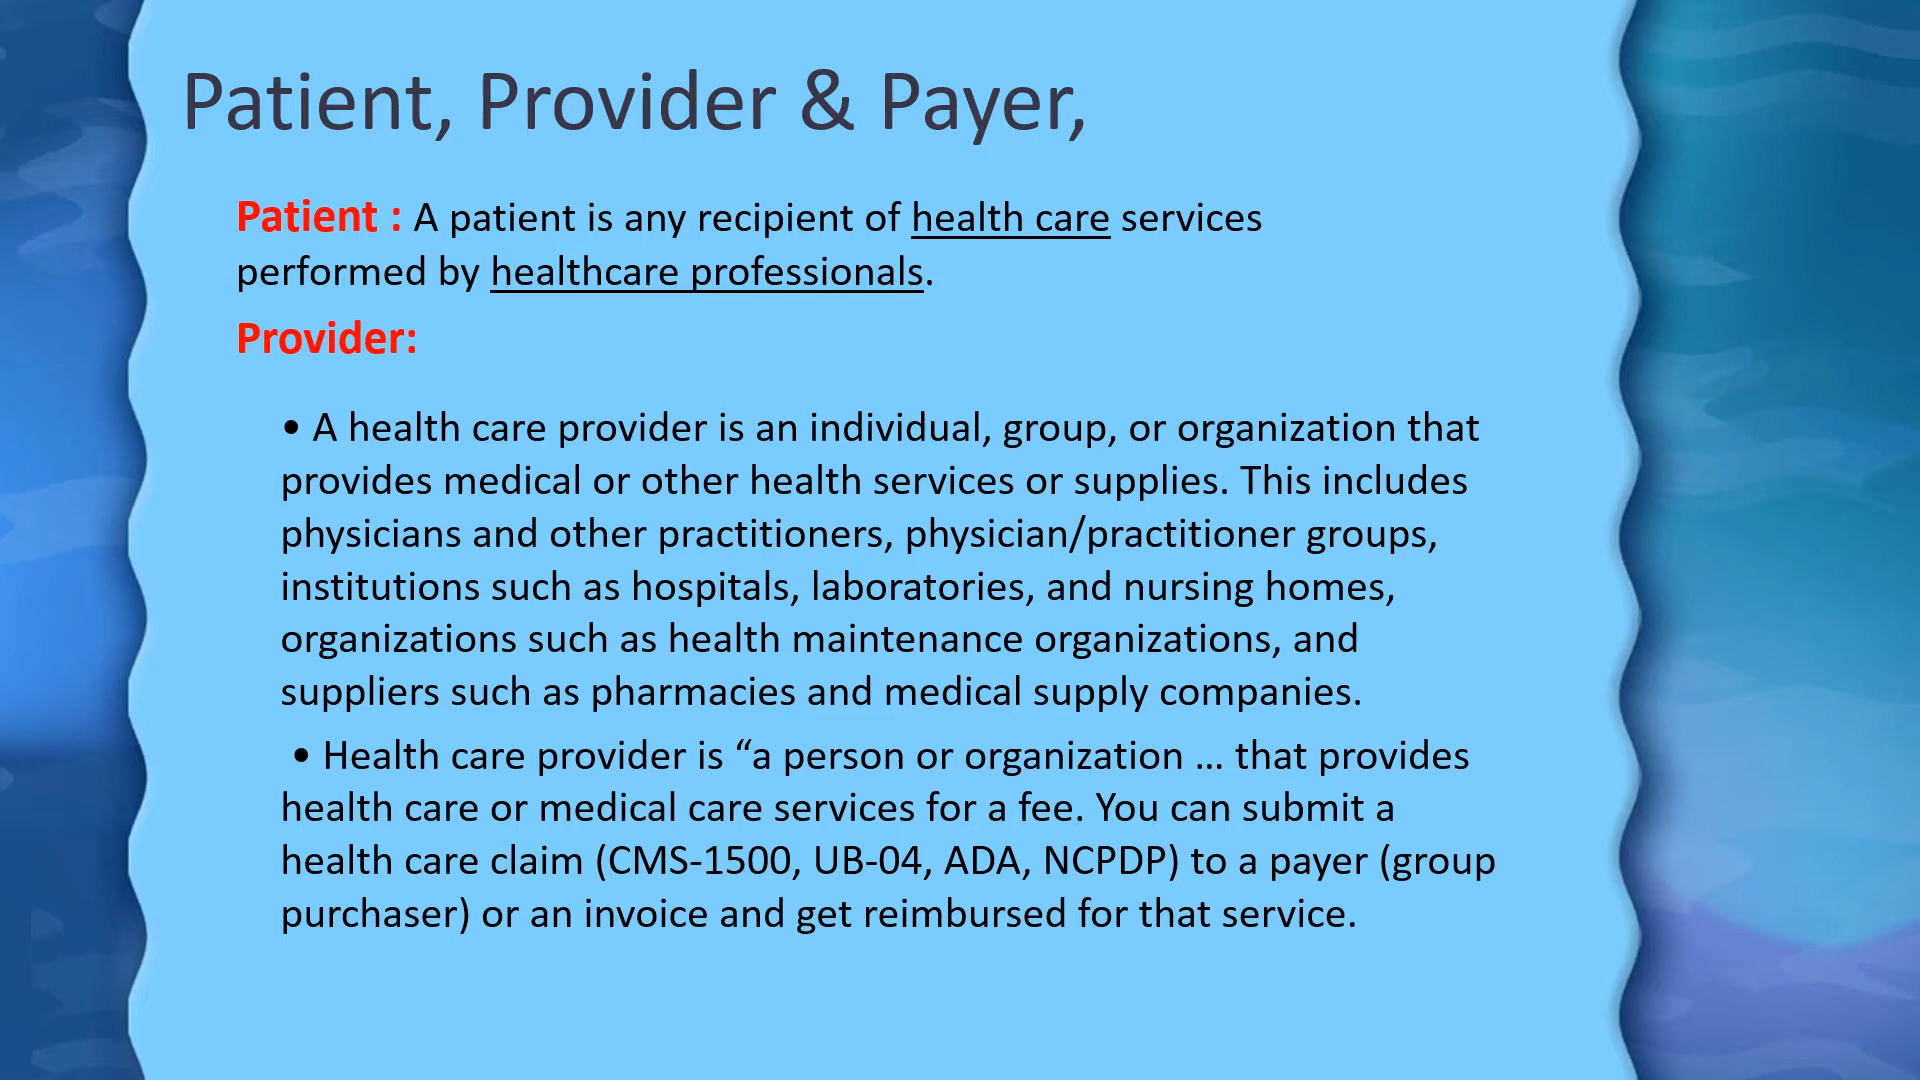 Patient, Provider & Payer,
Patient : A patient is any recipient of health care services
performed by healthcare professionals.
Provider:
• A health care provider is an individual, group, or organization that
provides medical or other health services or supplies. This includes
physicians and other practitioners, physician/practitioner groups,
institutions such as hospitals, laboratories, and nursing homes,
organizations such as health maintenance organizations, and
suppliers such as pharmacies and medical supply companies.
• Health care provider is “a person or organization … that provides
health care or medical care services for a fee. You can submit a
health care claim (CMS-1500, UB-04, ADA, NCPDP) to a payer (group
purchaser) or an invoice and get reimbursed for that service.